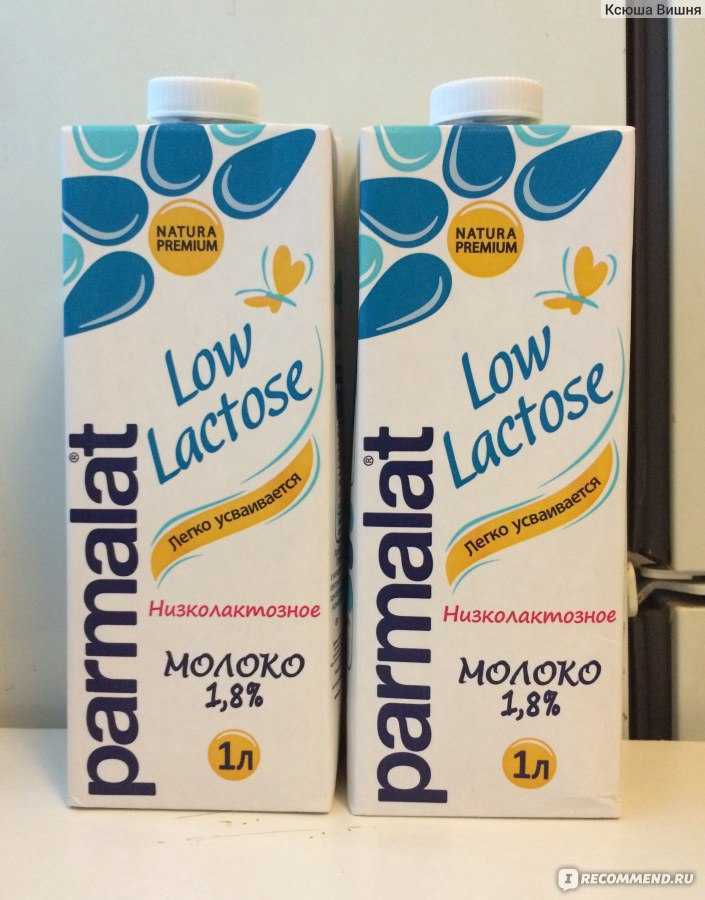 Ксюша Вишня
NATURA
PREMIUM
Low
Lactose
Легко усваивается
parmalat®
Низколактозное
МОЛОКО
1,8%
1л
NATURA
PREMIUM
Low
Lactose
Легко усваивается
parmalat®
Низколактозное
МОЛОКО
1,8%
1л
IRECOMMEND.RU